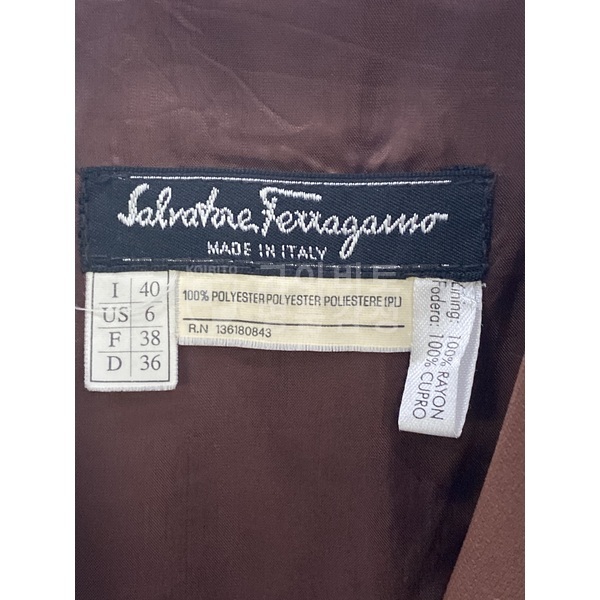 Salvatore Ferragamo
MADE IN ITALY
KOIBITO
I 40
US 6
F 38
D 36
100% POLYESTER POLYESTER POLIESTERE (PL)
R.N 136180843
Lining: 100% RAYON
Fodera: 100% CUPRO